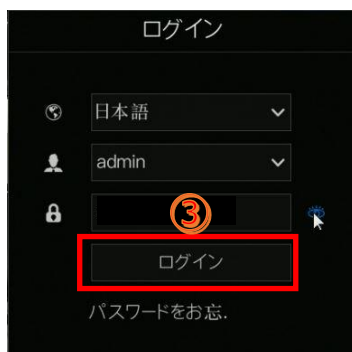 ログイン
日本語
admin
③
ログイン
パスワードをお忘.